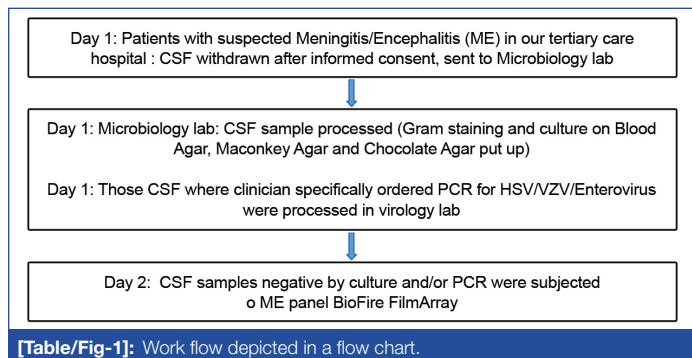 Day 1: Patients with suspected Meningitis/Encephalitis (ME) in our tertiary care
hospital : CSF withdrawn after informed consent, sent to Microbiology lab
Day 1: Microbiology lab: CSF sample processed (Gram staining and culture on Blood
Agar, Maconkey Agar and Chocolate Agar put up)
Day 1: Those CSF where clinician specifically ordered PCR for HSV/VZV/Enterovirus
were processed in virology lab
Day 2: CSF samples negative by culture and/or PCR were subjected
o ME panel BioFire FilmArray
[Table/Fig-1]: Work flow depicted in a flow chart.